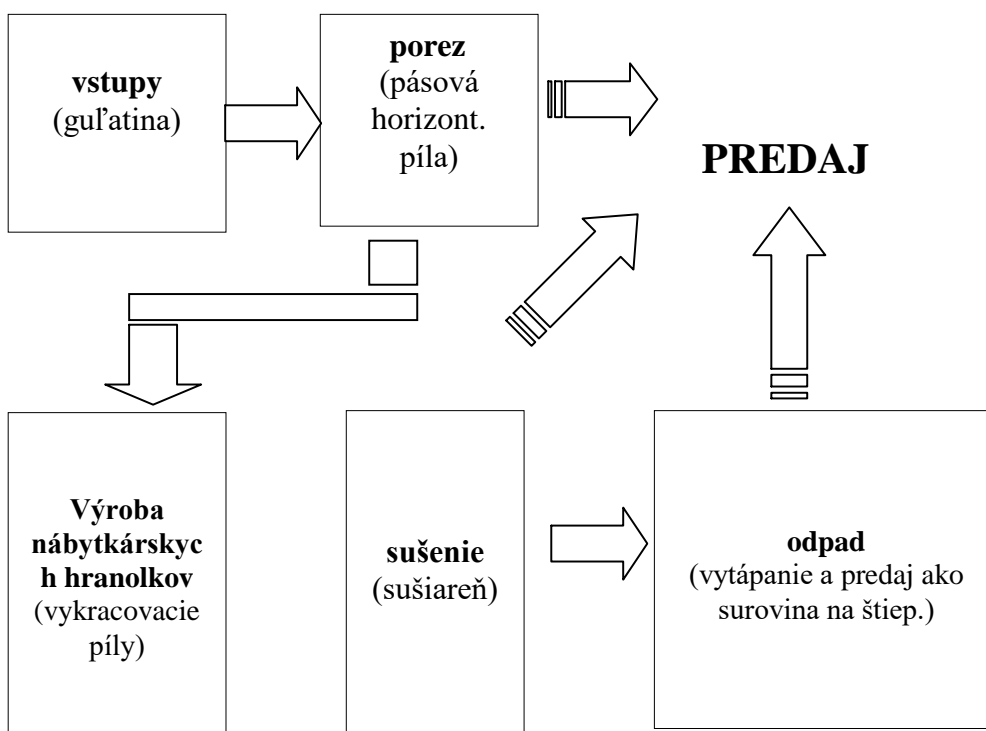 vstupy
(guľatina)
porez
(pásová
horizont.
píla)
PREDAJ
Výroba
nábytkárskyc
h hranolkov
(vykracovacie
píly)
sušenie
(sušiareň)
odpad
(vytápanie a predaj ako
surovina na štiep.)